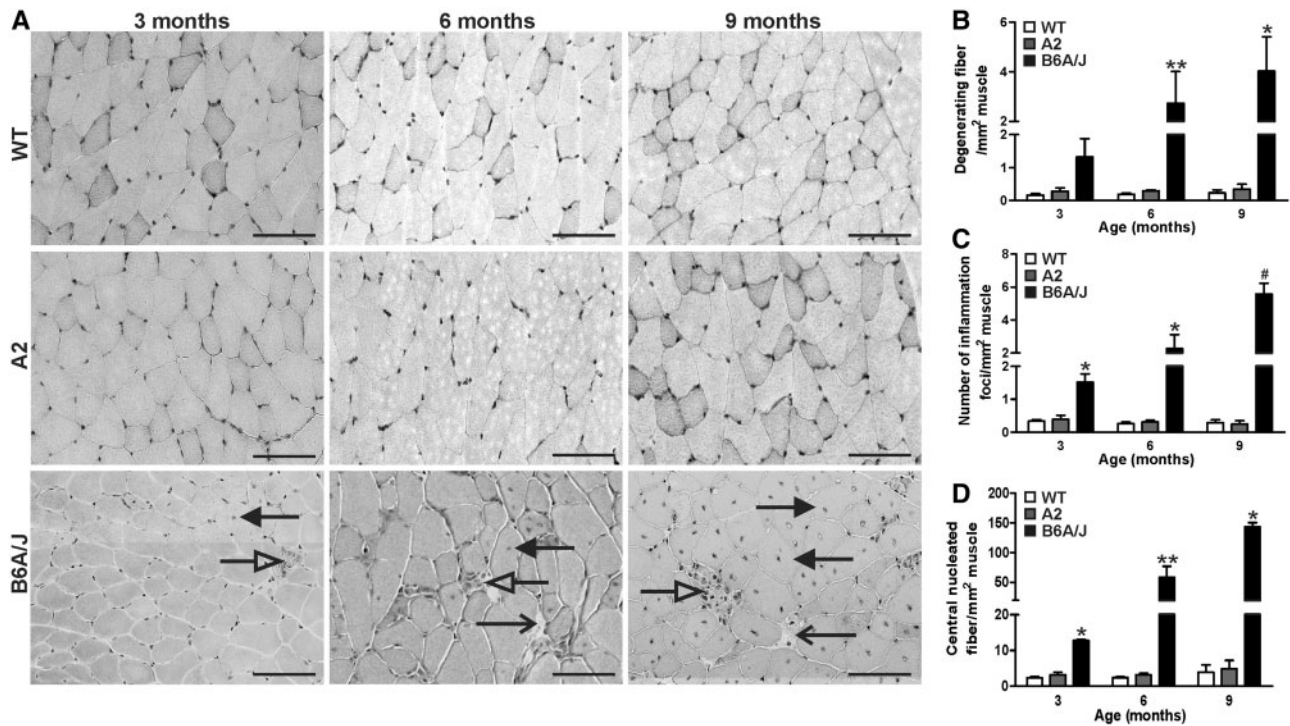 A
3 months 6 months 9 months
WT
A2
B6A/J
B
WT
A2
B6A/J
Degenerating fiber
/mm² muscle
6
4
2
2
1
0
**
*
3 6 9
Age (months)
C
WT
A2
B6A/J
Number of inflamation
foci/mm² muscle
8
6
4
2
2
1
0
*
*
#
3 6 9
Age (months)
D
WT
A2
B6A/J
Central nucleated
fiber/mm² muscle
200
150
100
50
20
10
0
*
**
*
3 6 9
Age (months)